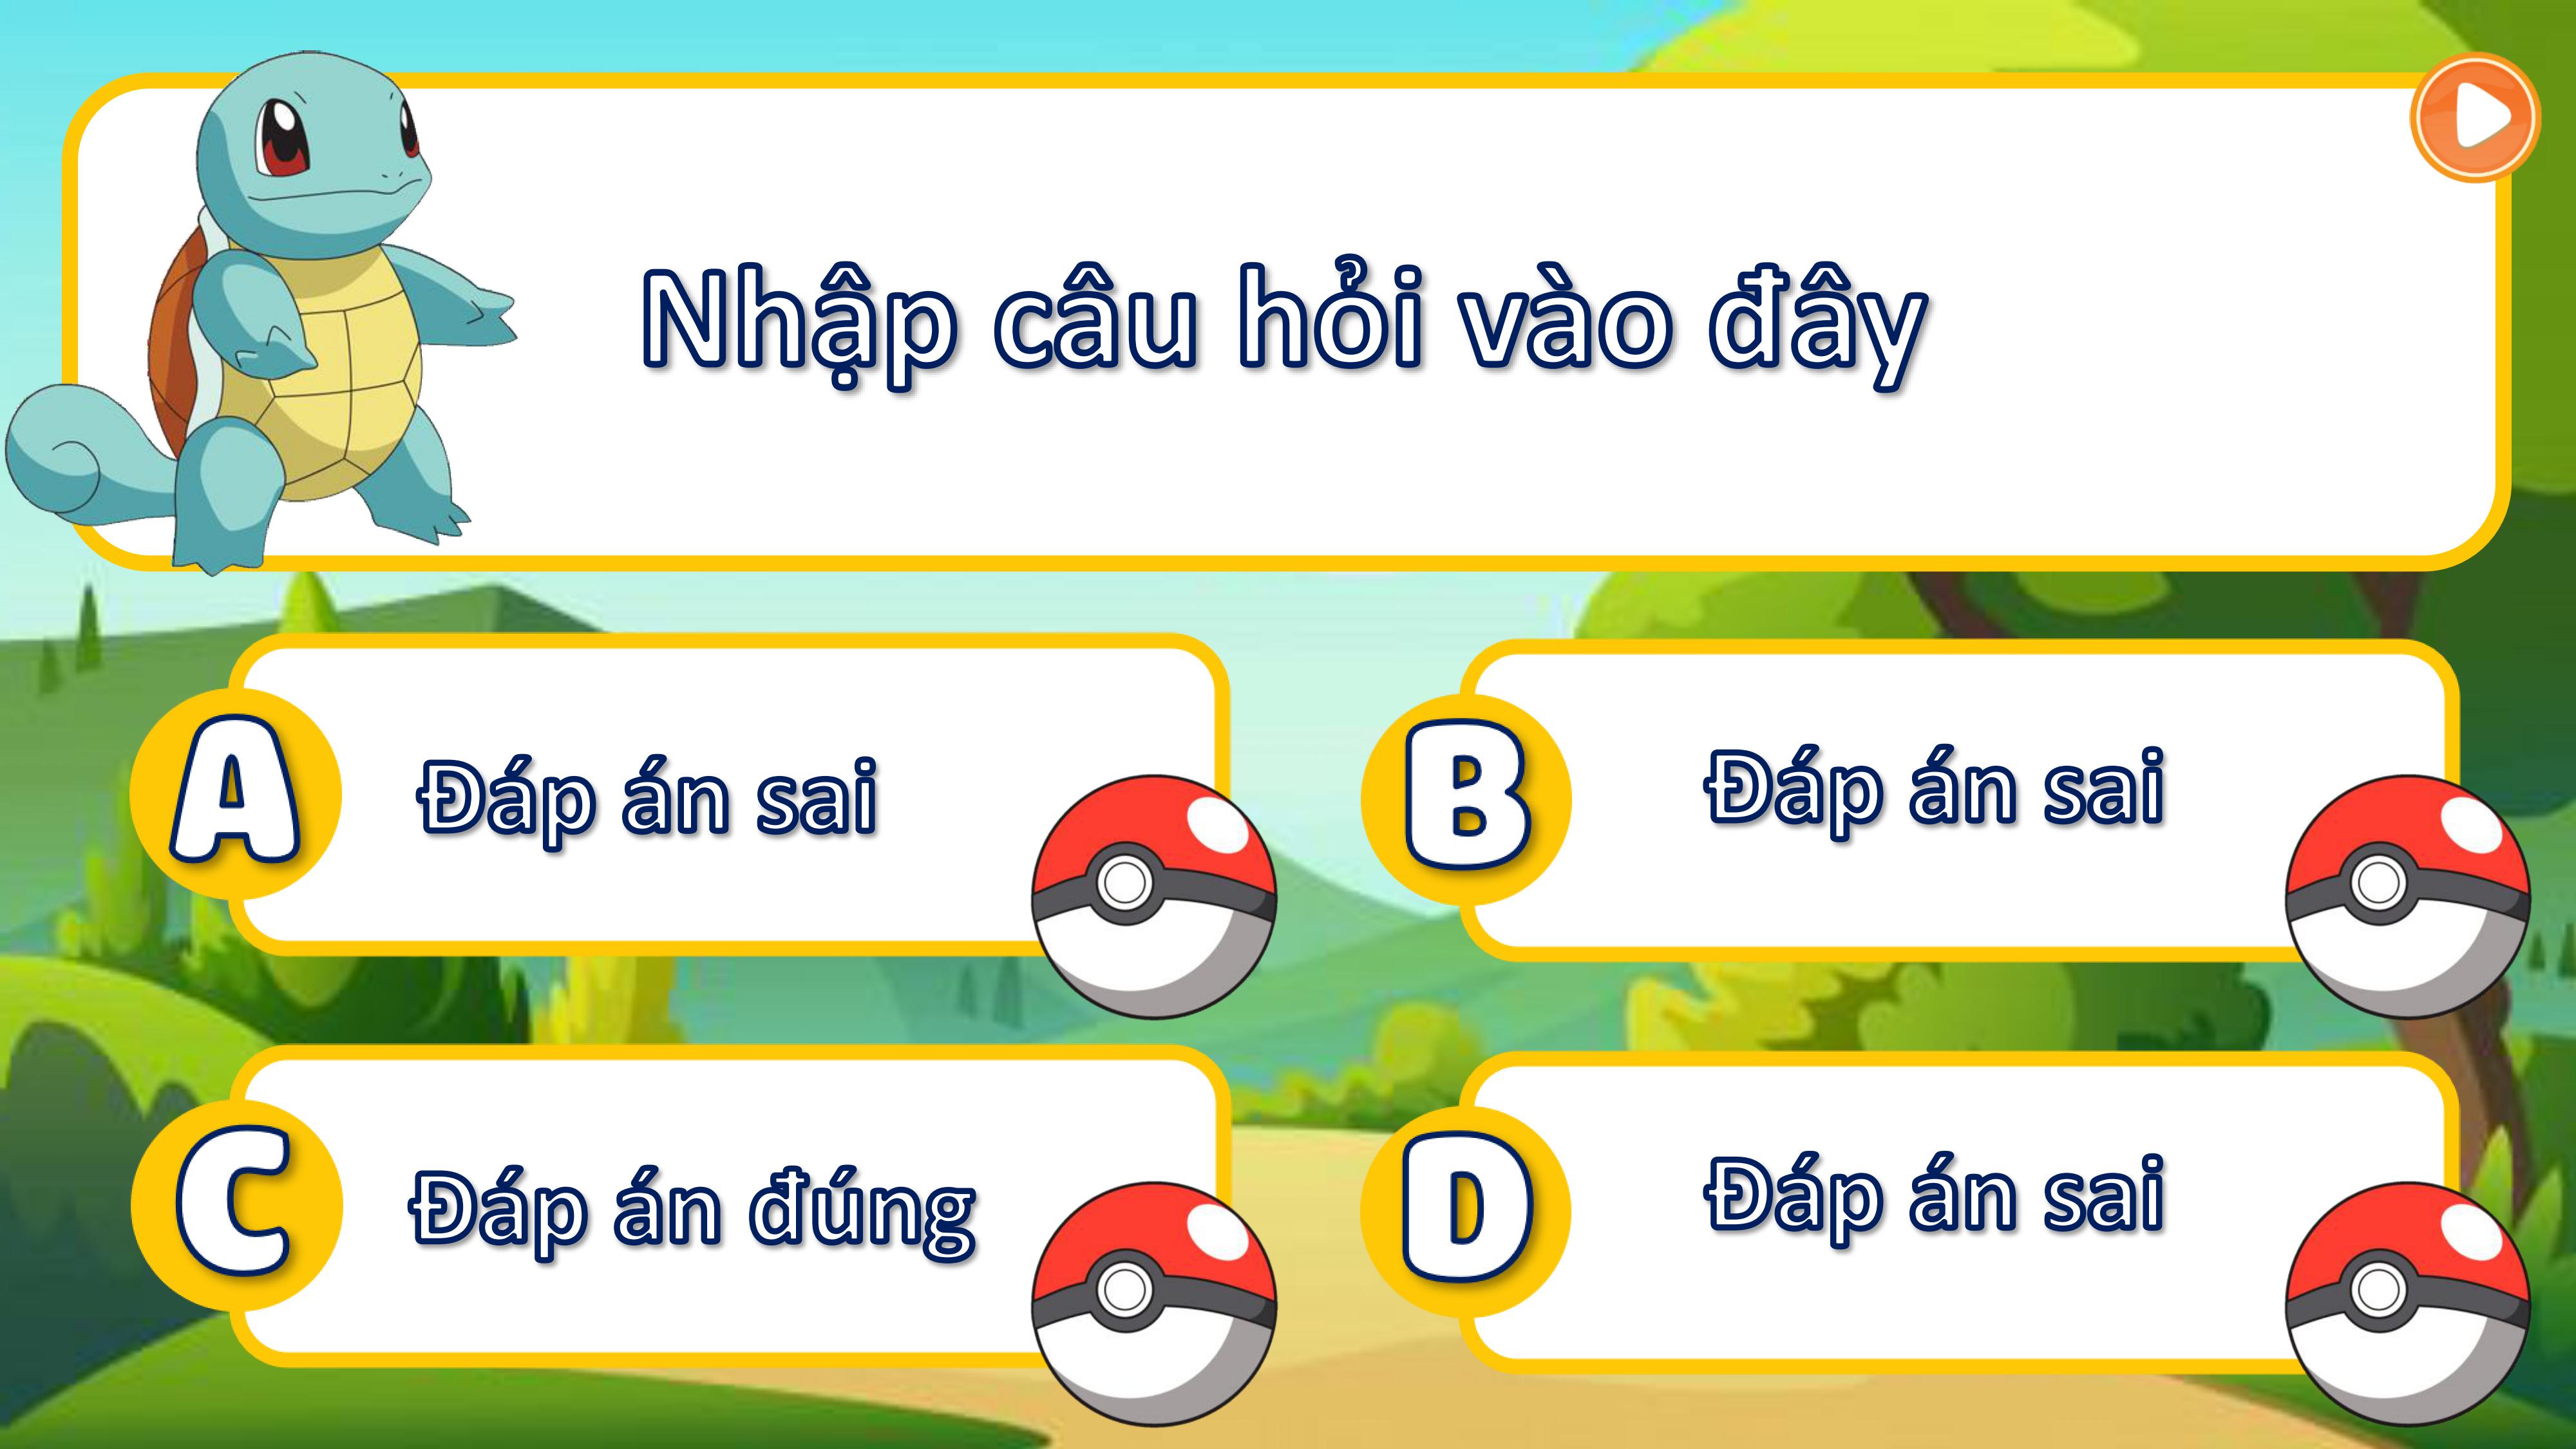 Nhập câu hỏi vào đây
A
Đáp án sai
B
Đáp án sai
C
Đáp án đúng
D
Đáp án sai